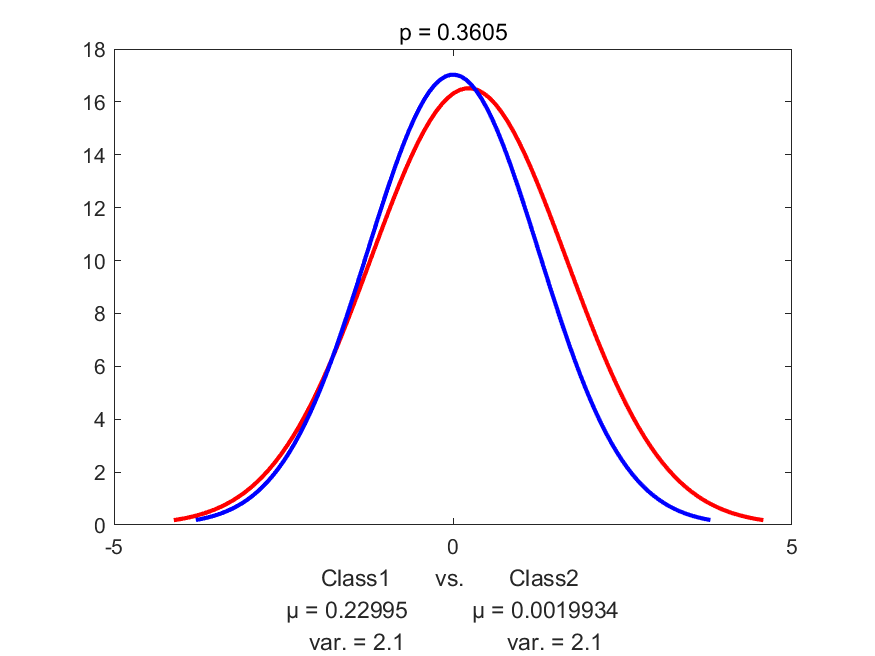 p = 0.3605
18
16
14
12
10
8
6
4
2
0
-5 0 5
Class1 vs. Class2
μ = 0.22995 μ = 0.0019934
var. = 2.1 var. = 2.1